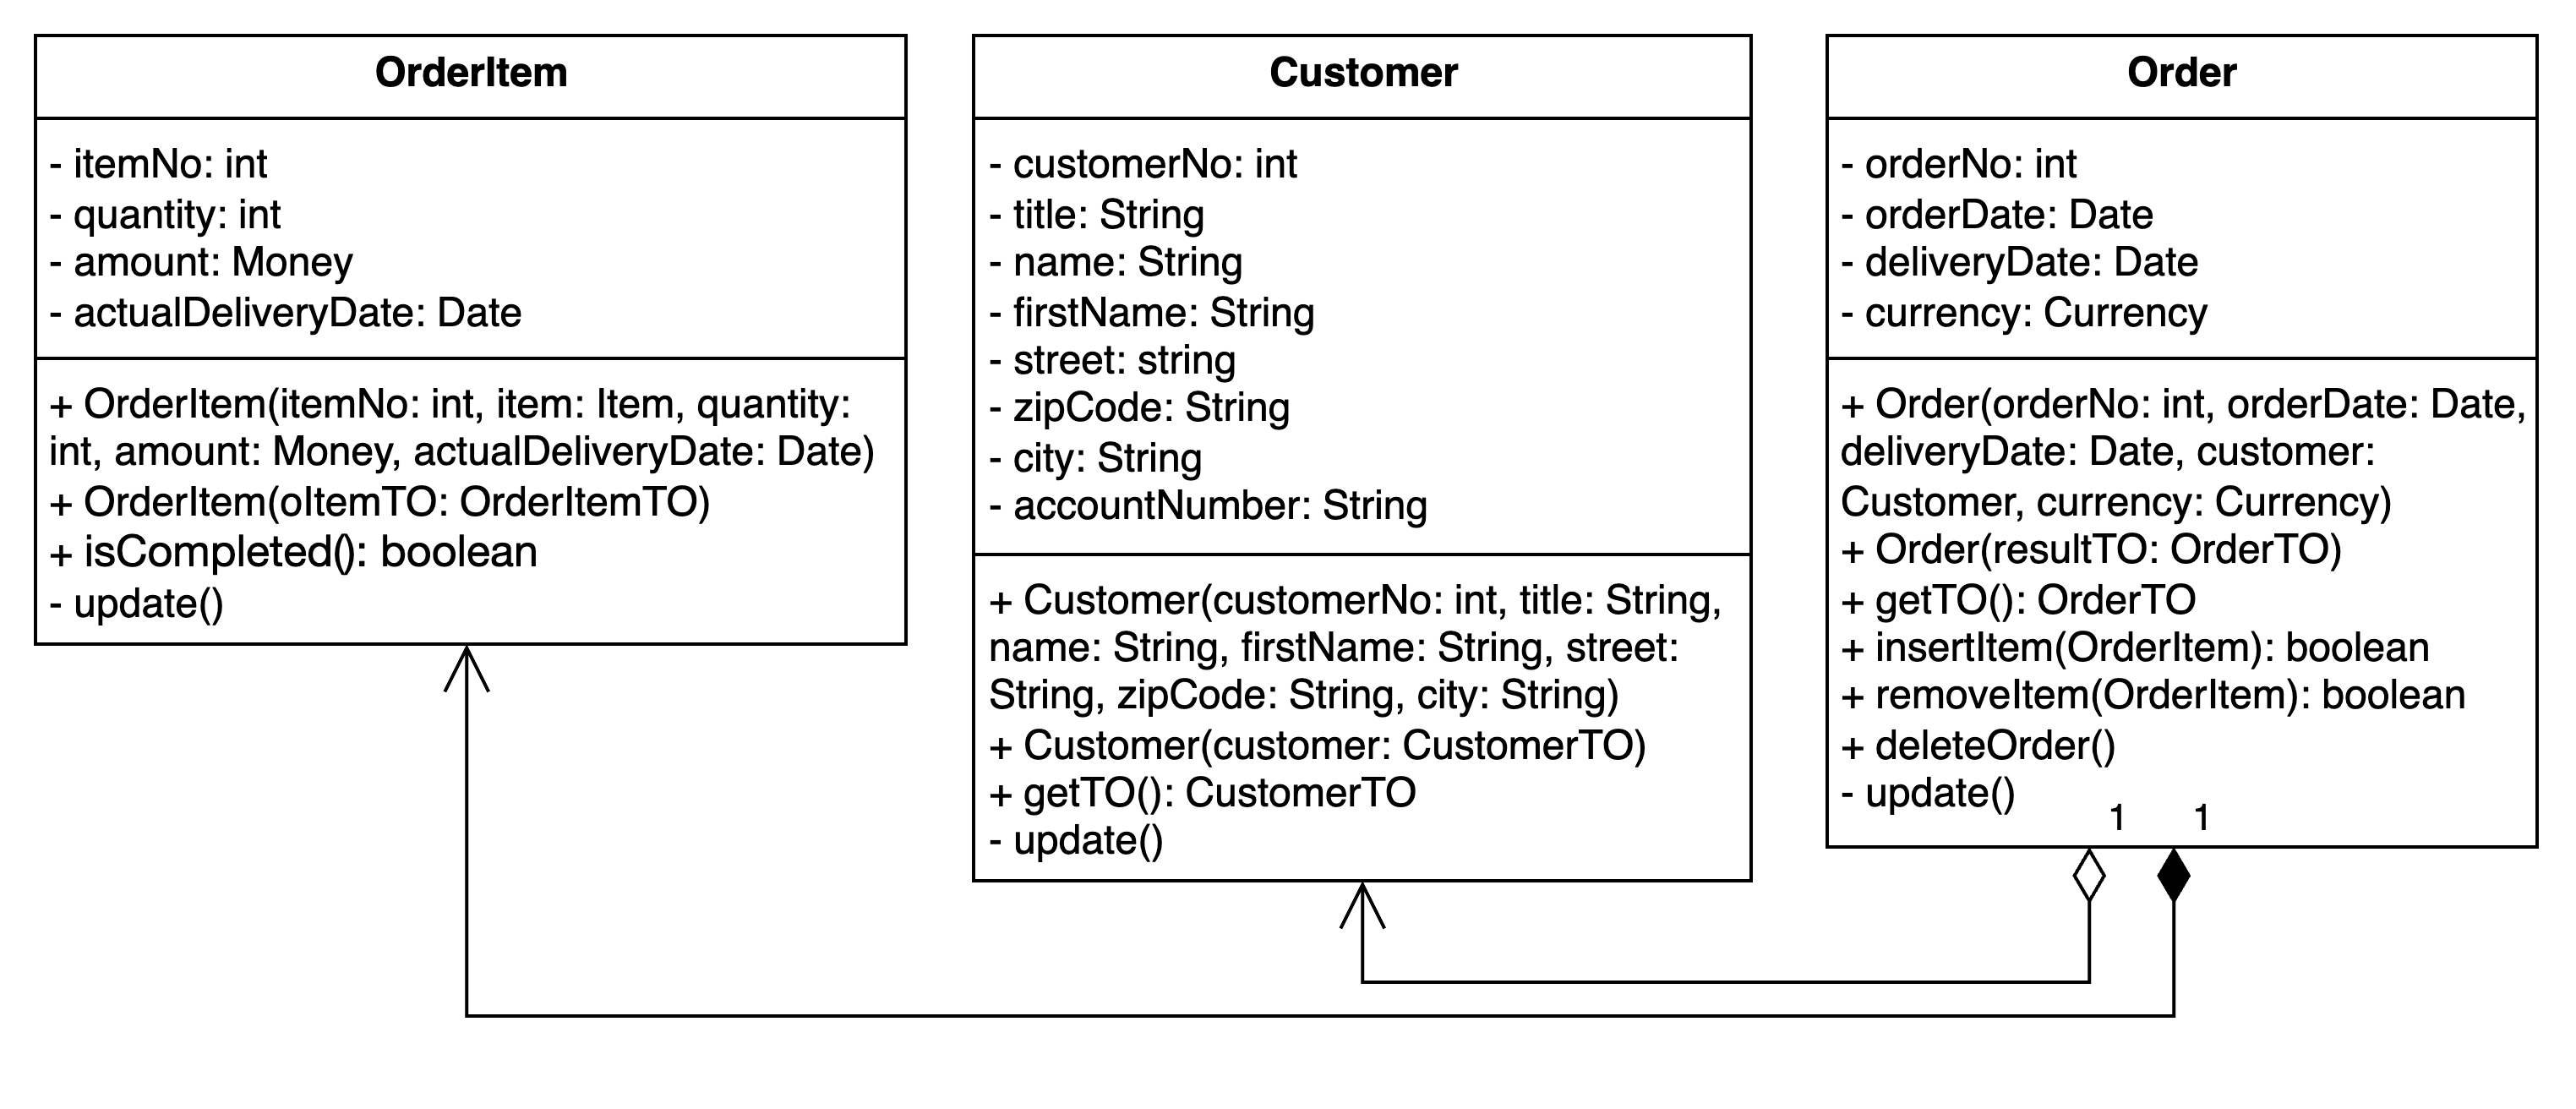 OrderItem
- itemNo: int
- quantity: int
- amount: Money
- actualDeliveryDate: Date
+ OrderItem(itemNo: int, item: Item, quantity:
int, amount: Money, actualDeliveryDate: Date)
+ OrderItem(oItemTO: OrderItemTO)
+ isCompleted(): boolean
- update()
Customer
- customerNo: int
- title: String
- name: String
- firstName: String
- street: string
- zipCode: String
- city: String
- accountNumber: String
+ Customer(customerNo: int, title: String,
name: String, firstName: String, street:
String, zipCode: String, city: String)
+ Customer(customer: CustomerTO)
+ getTO(): CustomerTO
- update()
Order
- orderNo: int
- orderDate: Date
- deliveryDate: Date
- currency: Currency
+ Order(orderNo: int, orderDate: Date,
deliveryDate: Date, customer:
Customer, currency: Currency)
+ Order(resultTO: OrderTO)
+ getTO(): OrderTO
+ insertItem(OrderItem): boolean
+ removeItem(OrderItem): boolean
+ deleteOrder()
- update()
1 1